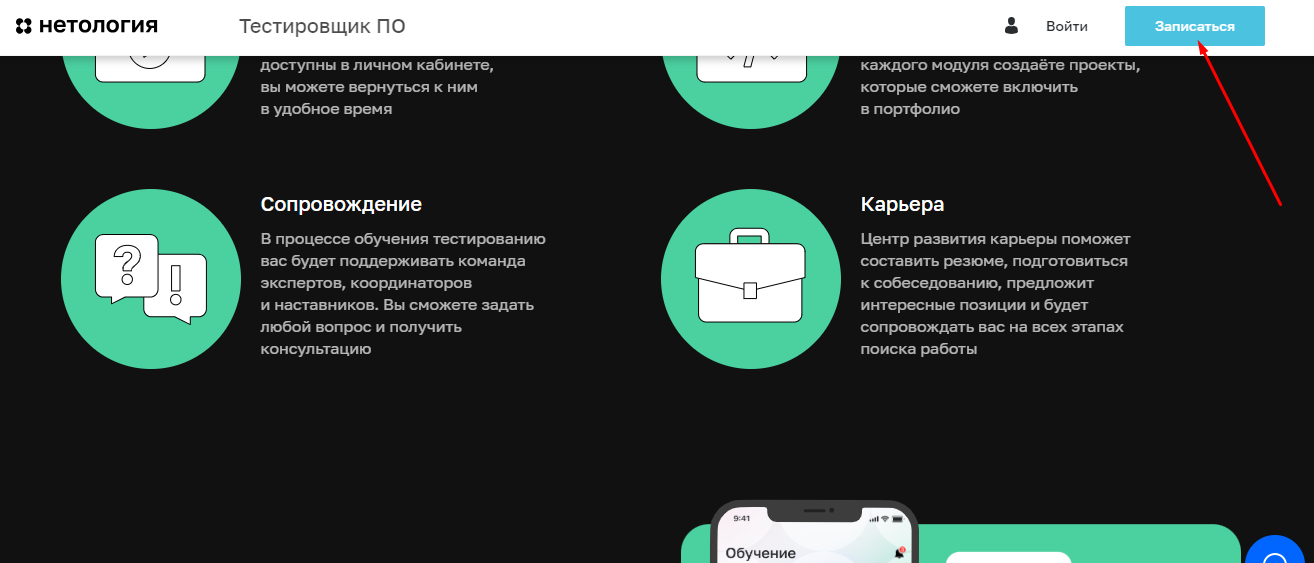 нетология
Тестировщик ПО
Войти
Записаться
доступны в личном кабинете,
вы можете вернуться к ним
в удобное время
каждого модуля создаёте проекты,
которые сможете включить
в портфолио
Сопровождение
В процессе обучения тестированию
вас будет поддерживать команда
экспертов, координаторов
и наставников. Вы сможете задать
любой вопрос и получить
консультацию
Карьера
Центр развития карьеры поможет
составить резюме, подготовиться
к собеседованию, предложит
интересные позиции и будет
сопровождать вас на всех этапах
поиска работы
9:41
Обучение